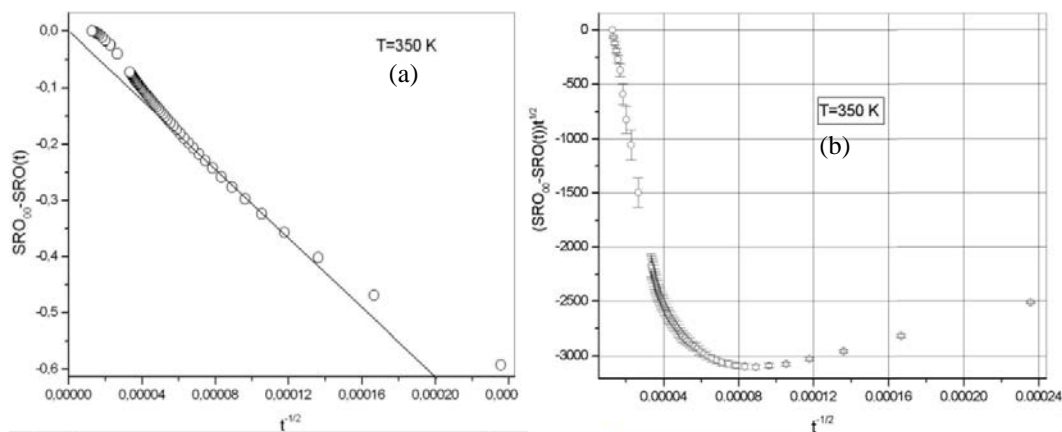 SRO∞-SRO(t)
0,0
-0,1
-0,2
-0,3
-0,4
-0,5
-0,6
T=350 K
(a)
0,00000 0,00004 0,00008 0,00012 0,00016 0,00020 0,000
t^-1/2
(SRO∞-SRO(t))t^1/2
0
-500
-1000
-1500
-2000
-2500
-3000
T=350 K
(b)
0.00004 0.00008 0.00012 0.00016 0.00020 0.00024
t^-1/2